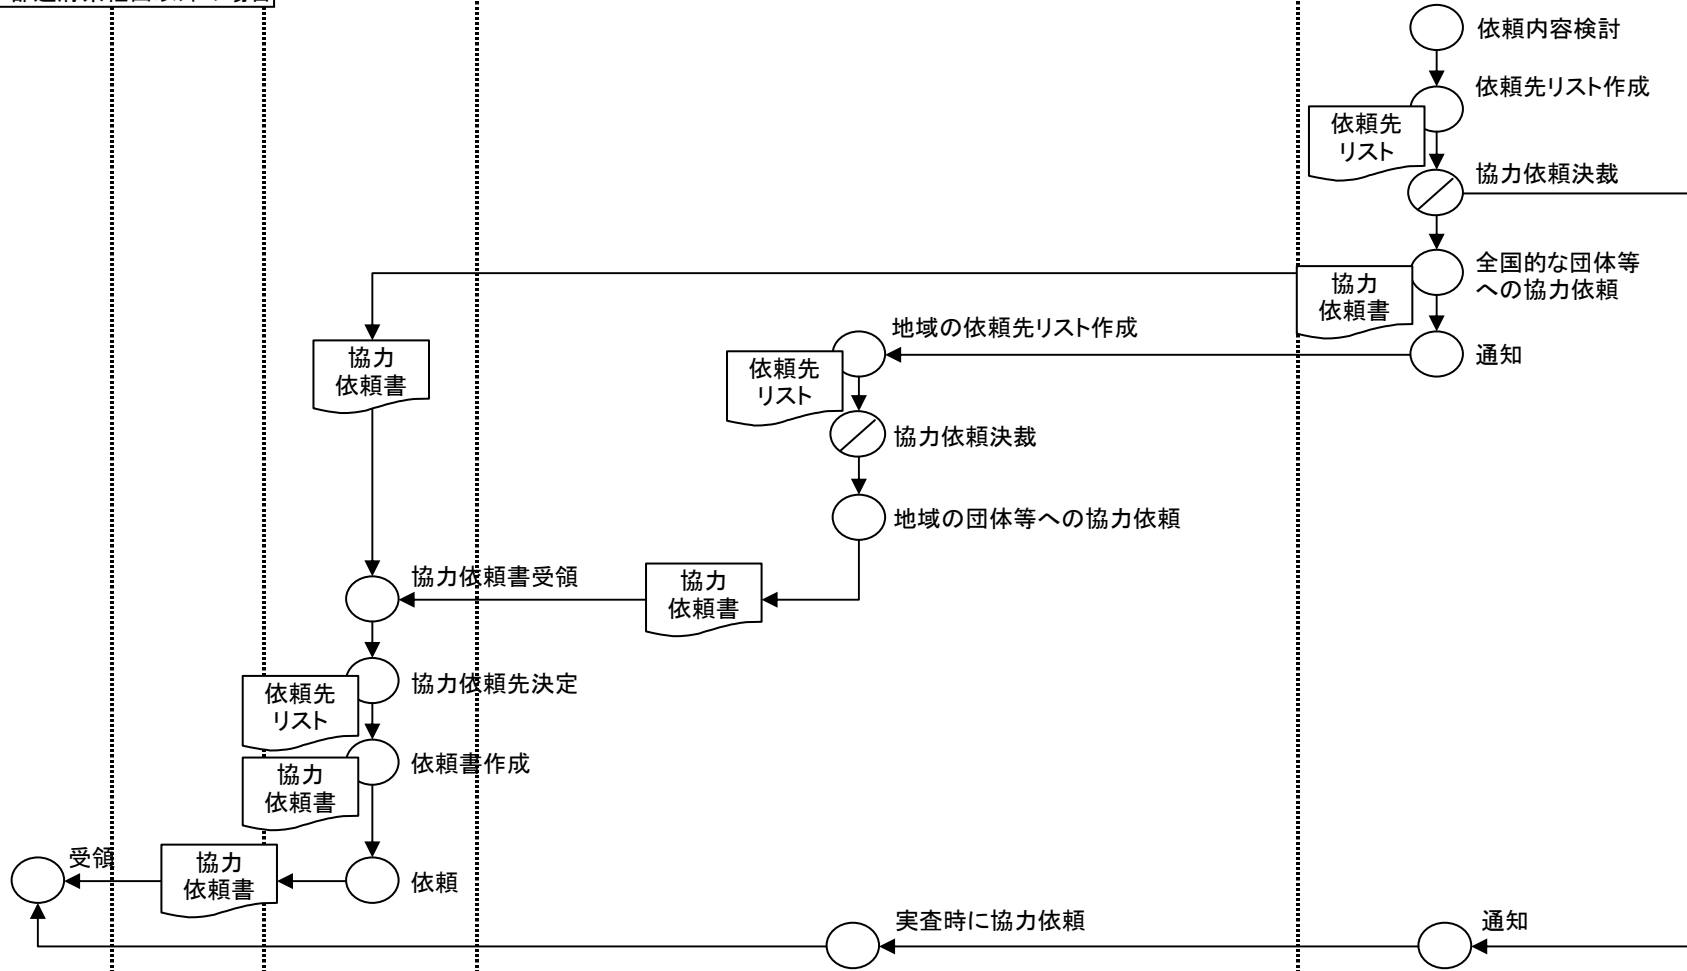 依頼内容検討
依頼先リスト作成
依頼先
リスト
協力依頼決裁
全国的な団体等
への協力依頼
協力
依頼書
地域の依頼先リスト作成
通知
協力
依頼書
依頼先
リスト
協力依頼決裁
地域の団体等への協力依頼
協力依頼書受領
協力
依頼書
協力依頼先決定
依頼先
リスト
依頼書作成
協力
依頼書
受領
協力
依頼書
依頼
実査時に協力依頼
通知